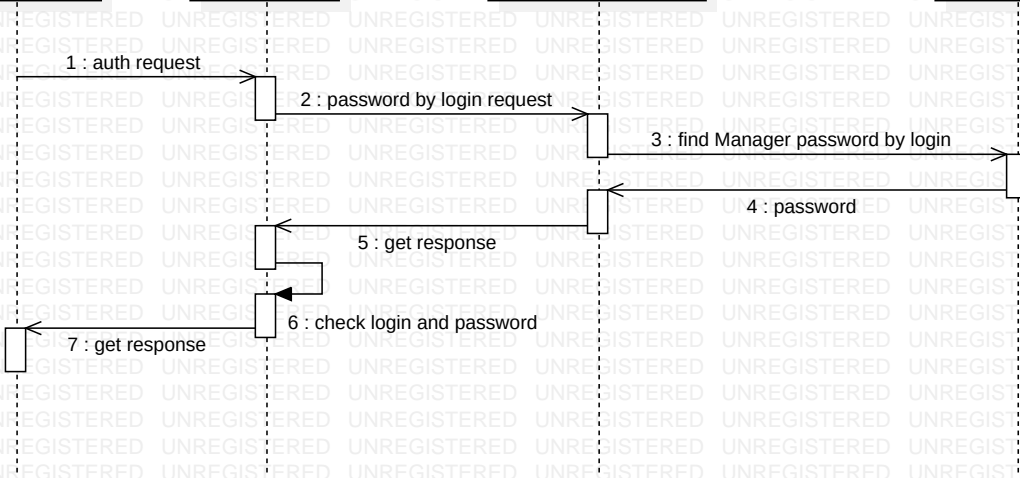 1 : auth request
2 : password by login request
3 : find Manager password by login
4 : password
5 : get response
6 : check login and password
7 : get response
UNREGISTERED